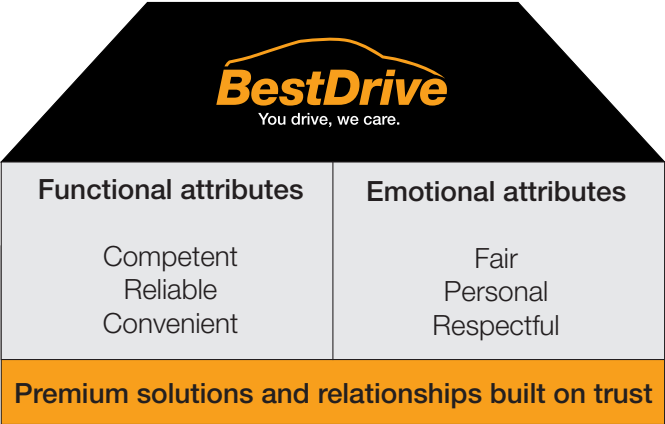 BestDrive
You drive, we care.
Functional attributes
Competent
Reliable
Convenient
Emotional attributes
Fair
Personal
Respectful
Premium solutions and relationships built on trust